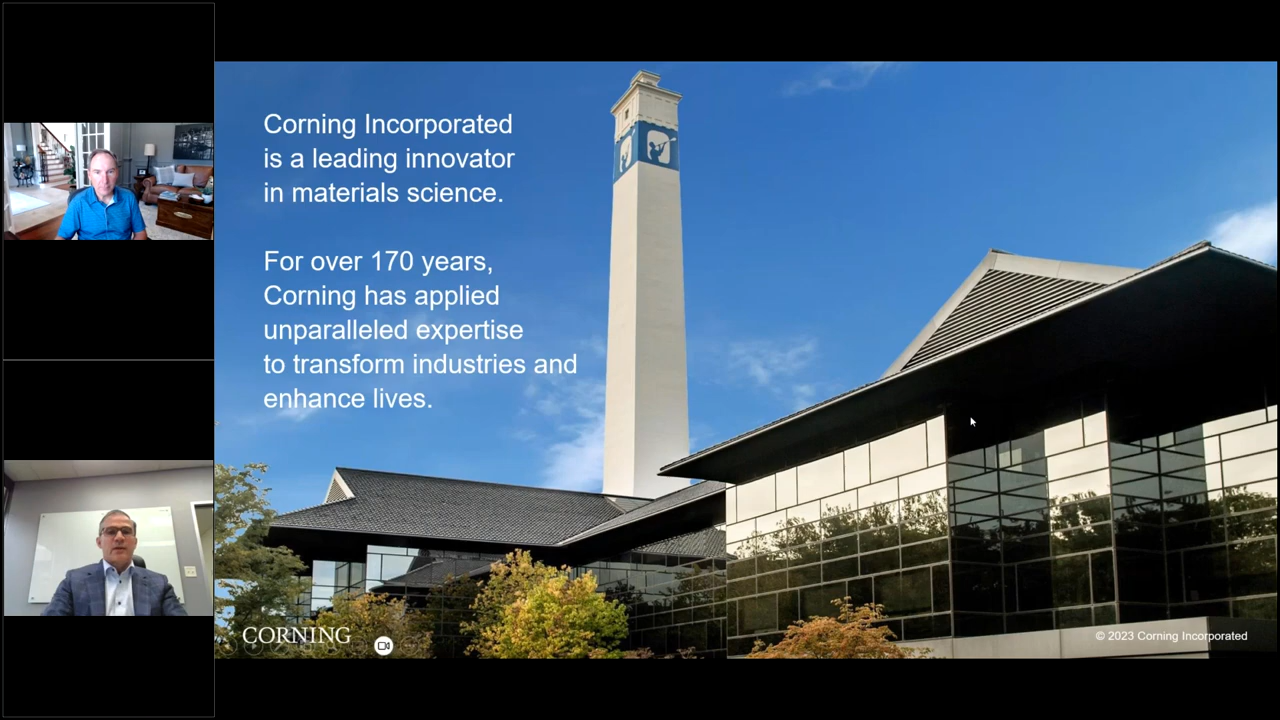 Corning Incorporated
is a leading innovator
in materials science.
For over 170 years,
Corning has applied
unparalleled expertise
to transform industries and
enhance lives.
CORNING
© 2023 Corning Incorporated